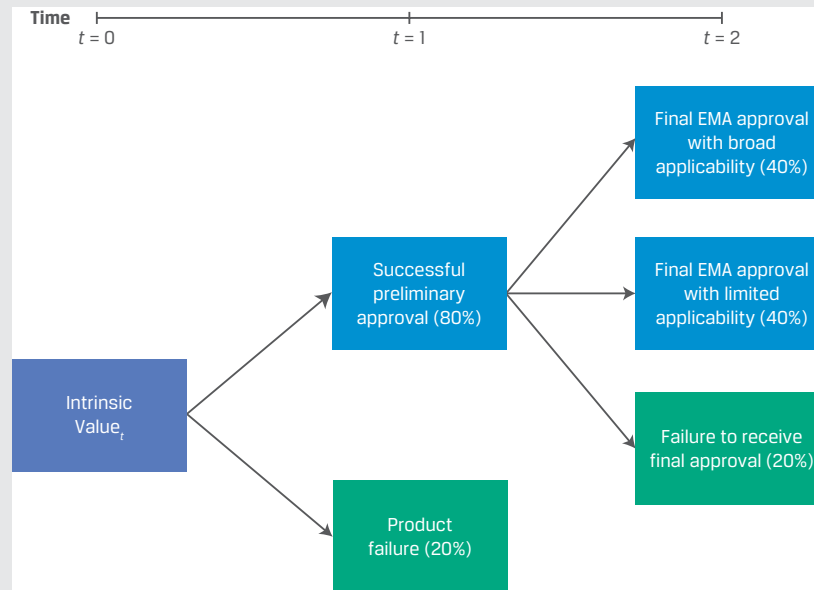 Time
t = 0
t = 1
t = 2
Final EMA approval
with broad
applicability (40%)
Successful
preliminary
approval (80%)
Final EMA approval
with limited
applicability (40%)
Intrinsic
Value_t
Failure to receive
final approval (20%)
Product
failure (20%)